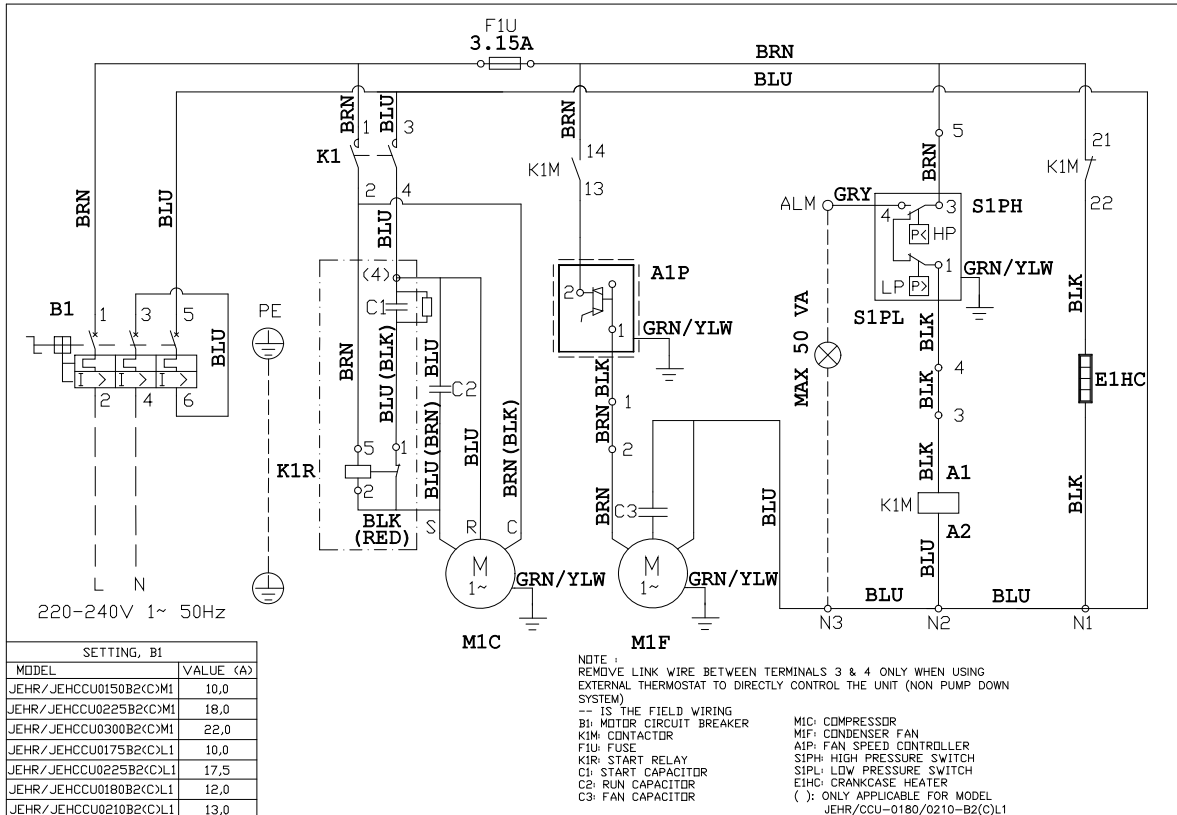 F1U
3.15A
BRN
BLU
BRN
BLU
BRN
1
3
K1
2
4
BLU
14
K1M
13
5
BRN
21
K1M
22
ALM
GRY
4
3
S1PH
P<
HP
1
LP
P>
GRN/YLW
S1PL
BRN
BLU
B1
1
3
5
BLU
I >
I >
I >
2
4
6
PE
(4)
C1
BRN
BLU(BLK)
BLU
C2
BLU(BRN)
BLU
BRN(BLK)
K1R
5
1
2
BLK
(RED)
S
R
C
M
1~
GRN/YLW
M1C
2
A1P
1
GRN/YLW
BLK
1
BRN
2
BRN
C3
M
1~
GRN/YLW
M1F
BLU
MAX 50 VA
BLK
4
BLK
3
BLK
A1
K1M
A2
BLU
BLK
E1HC
BLK
BLU
BLU
N3
N2
N1
L
N
220-240V 1~ 50Hz
SETTING, B1
MODEL VALUE (A)
JEHR/JEHCCU0150B2(C)M1 10,0
JEHR/JEHCCU0225B2(C)M1 18,0
JEHR/JEHCCU0300B2(C)M1 22,0
JEHR/JEHCCU0175B2(C)L1 10,0
JEHR/JEHCCU0225B2(C)L1 17,5
JEHR/JEHCCU0180B2(C)L1 12,0
JEHR/JEHCCU0210B2(C)L1 13,0
NOTE :
REMOVE LINK WIRE BETWEEN TERMINALS 3 & 4 ONLY WHEN USING
EXTERNAL THERMOSTAT TO DIRECTLY CONTROL THE UNIT (NON PUMP DOWN
SYSTEM)
-- IS THE FIELD WIRING
B1: MOTOR CIRCUIT BREAKER
K1M: CONTACTOR
F1U: FUSE
K1R: START RELAY
C1: START CAPACITOR
C2: RUN CAPACITOR
C3: FAN CAPACITOR
M1C: COMPRESSOR
M1F: CONDENSER FAN
A1P: FAN SPEED CONTROLLER
S1PH: HIGH PRESSURE SWITCH
S1PL: LOW PRESSURE SWITCH
E1HC: CRANKCASE HEATER
( ): ONLY APPLICABLE FOR MODEL
JEHR/CCU-0180/0210-B2(C)L1